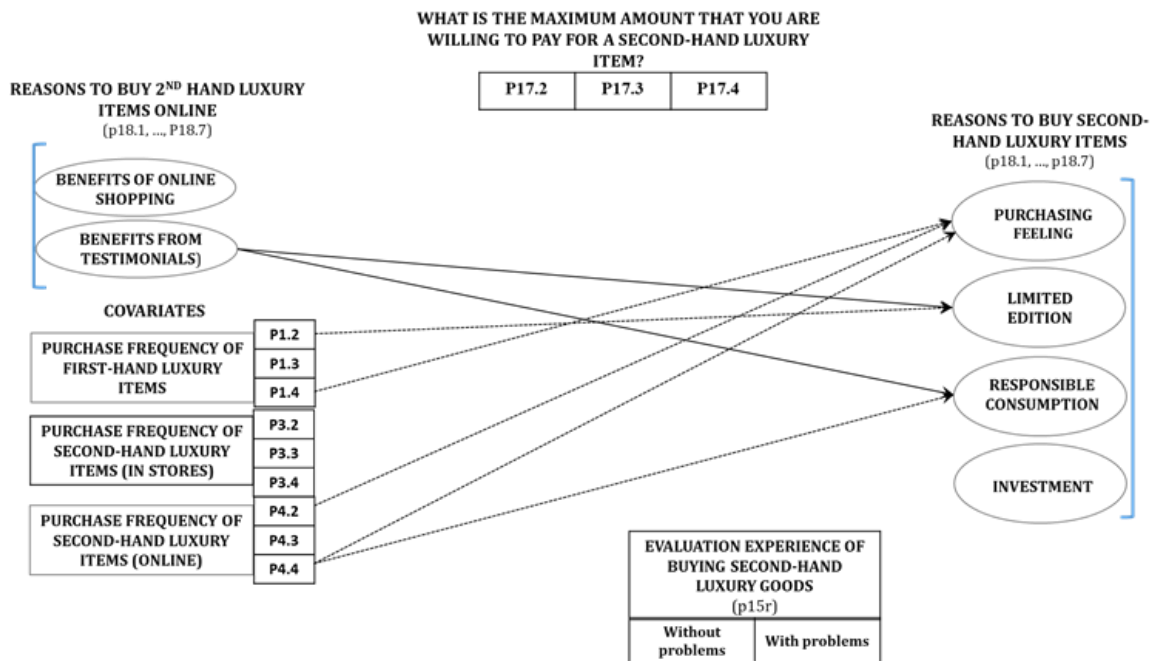 WHAT IS THE MAXIMUM AMOUNT THAT YOU ARE
WILLING TO PAY FOR A SECOND-HAND LUXURY
ITEM?
P17.2 P17.3 P17.4
REASONS TO BUY 2ND HAND LUXURY
ITEMS ONLINE
(p18.1, ..., P18.7)
BENEFITS OF ONLINE
SHOPPING
BENEFITS FROM
TESTIMONIALS)
COVARIATES
PURCHASE FREQUENCY OF
FIRST-HAND LUXURY
ITEMS
P1.2
P1.3
P1.4
PURCHASE FREQUENCY OF
SECOND-HAND LUXURY
ITEMS (IN STORES)
P3.2
P3.3
P3.4
PURCHASE FREQUENCY OF
SECOND-HAND LUXURY
ITEMS (ONLINE)
P4.2
P4.3
P4.4
REASONS TO BUY SECOND-
HAND LUXURY ITEMS
(p18.1, ..., p18.7)
PURCHASING
FEELING
LIMITED
EDITION
RESPONSIBLE
CONSUMPTION
INVESTMENT
EVALUATION EXPERIENCE OF
BUYING SECOND-HAND
LUXURY GOODS
(p15r)
Without
problems
With problems